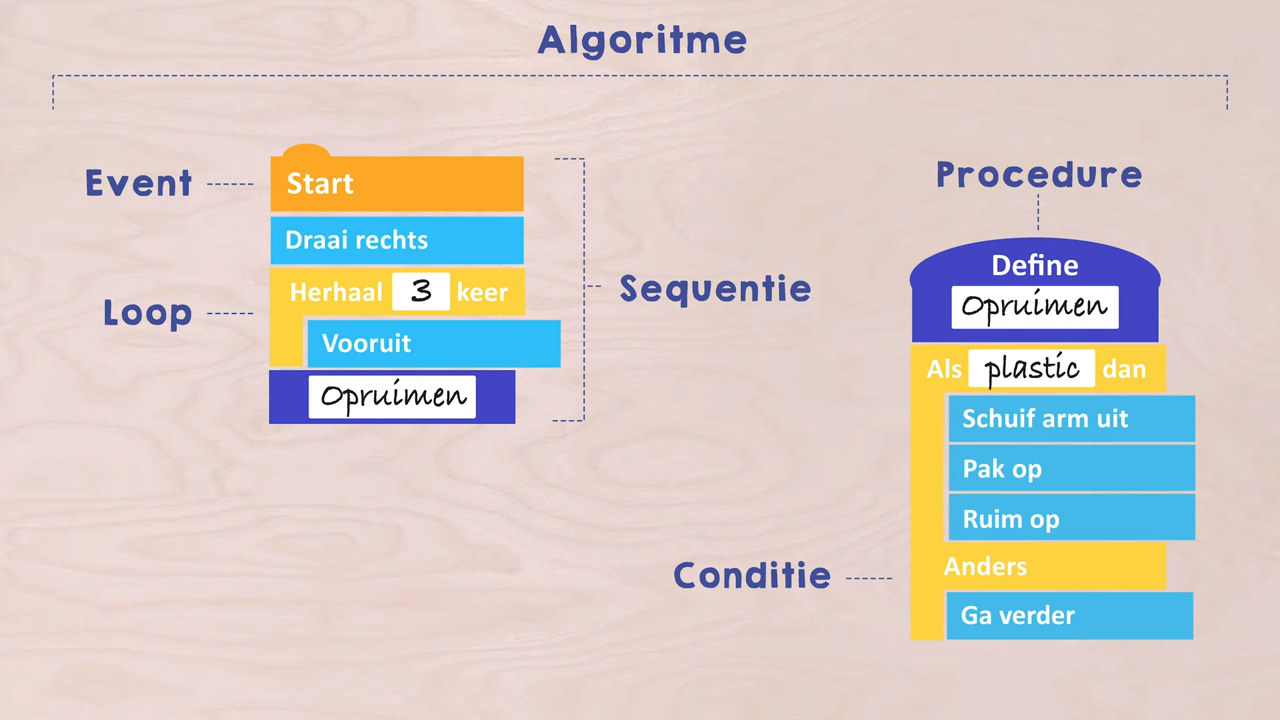 Algoritme
Event
Start
Draai rechts
Loop
Herhaal 3 keer
Vooruit
Opruimen
Sequentie
Procedure
Define
Opruimen
Als plastic dan
Schuif arm uit
Pak op
Ruim op
Conditie
Anders
Ga verder